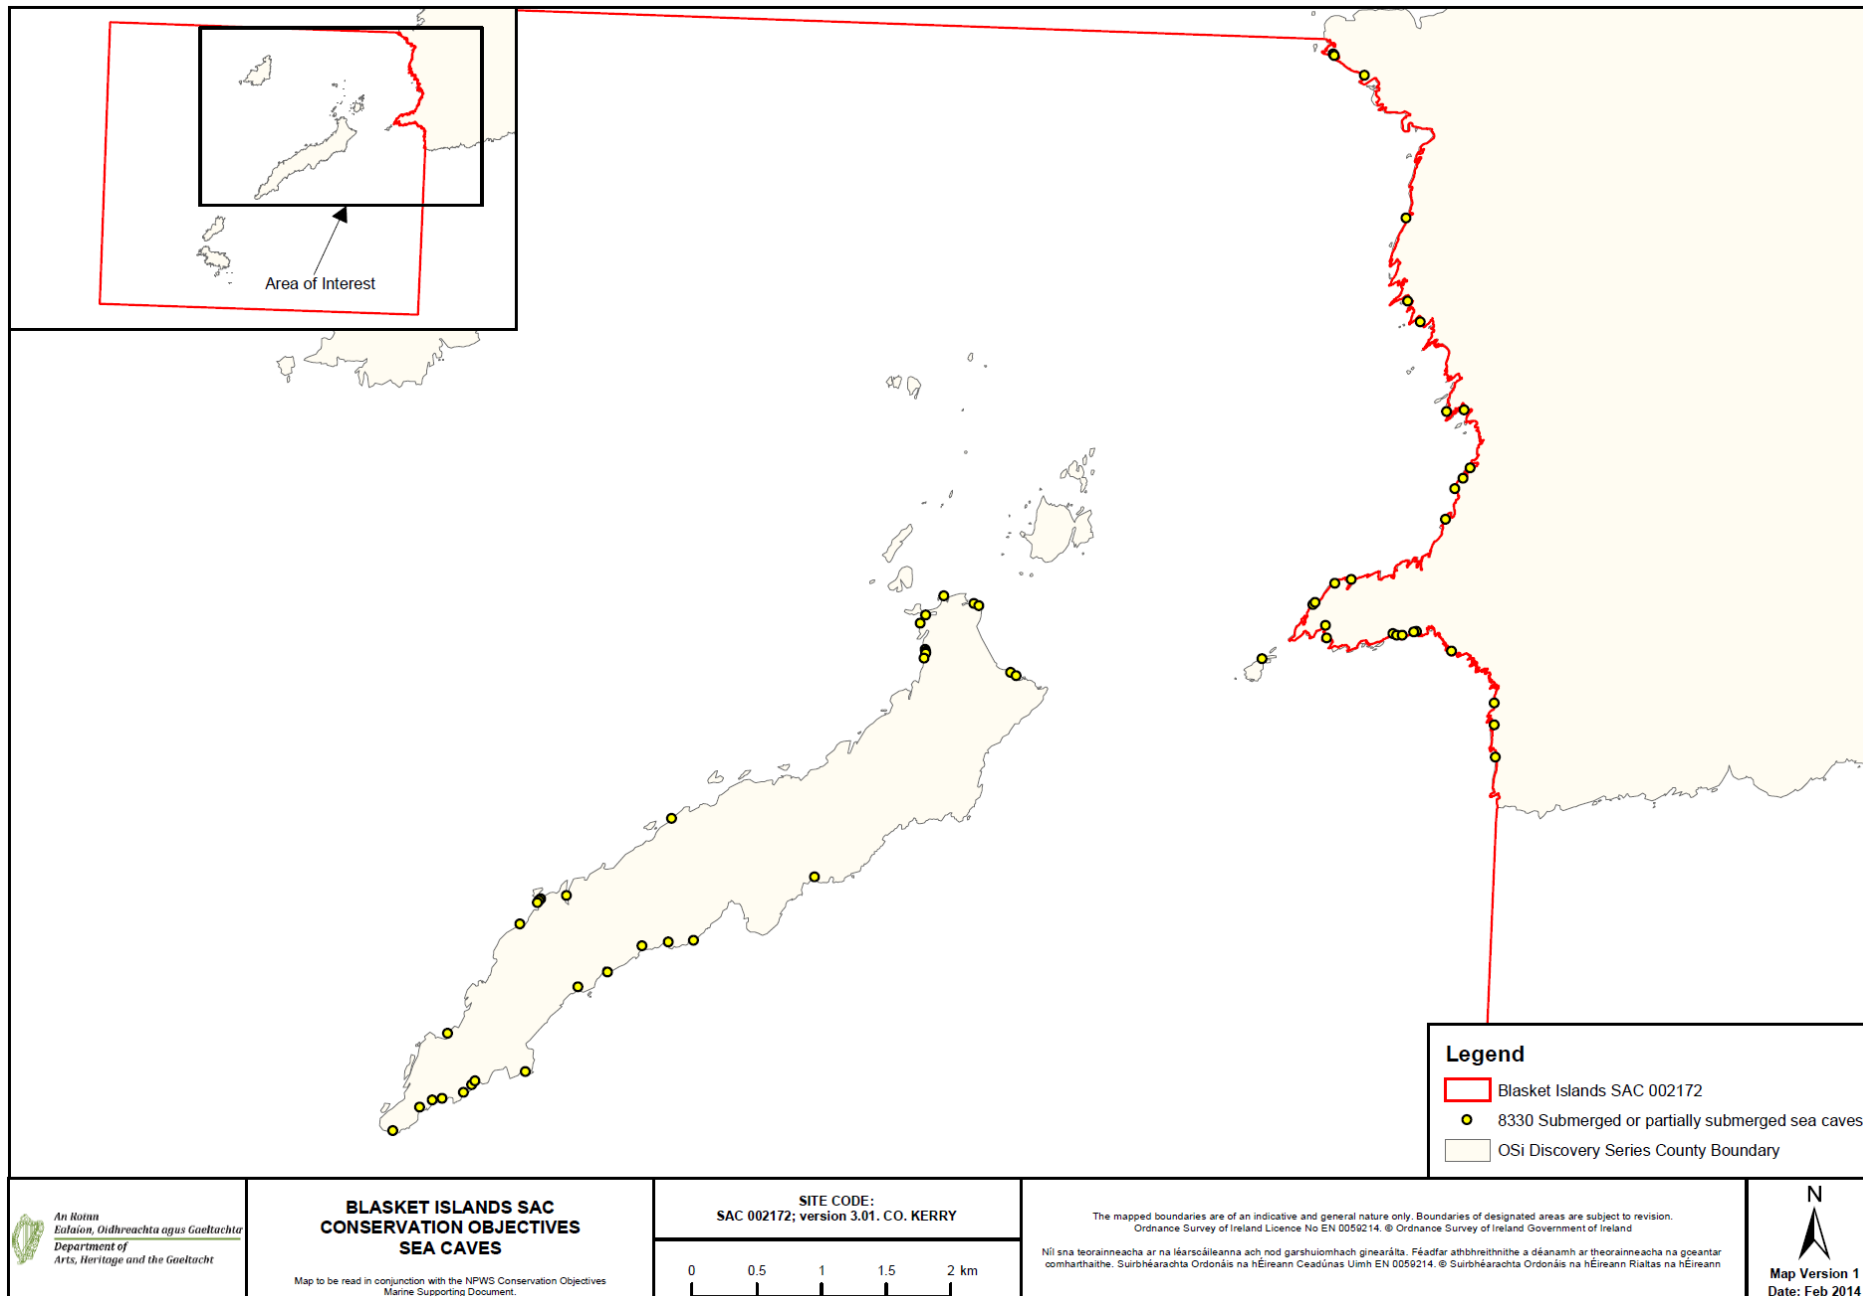 Area of Interest
Legend
Blasket Islands SAC 002172
8330 Submerged or partially submerged sea caves
OSi Discovery Series County Boundary
An Roinn
Ealaíon, Oidhreachta agus Gaeltachta
Department of
Arts, Heritage and the Gaeltacht
BLASKET ISLANDS SAC
CONSERVATION OBJECTIVES
SEA CAVES
Map to be read in conjunction with the NPWS Conservation Objectives
Marine Supporting Document.
SITE CODE:
SAC 002172; version 3.01. CO. KERRY
0 0.5 1 1.5 2 km
The mapped boundaries are of an indicative and general nature only. Boundaries of designated areas are subject to revision.
Ordnance Survey of Ireland Licence No EN 0059214. © Ordnance Survey of Ireland Government of Ireland
Níl sna teorainneacha ar na léarscáileanna ach nod garshuiomhach ginearálta. Féadfar athbhreithnithe a déanamh ar theorainneacha na gceantar
comharthaithe. Suirbhéarachta Ordonáis na hÉireann Ceadúnas Uimh EN 0059214. © Suirbhéarachta Ordonáis na hÉireann Rialtas na hÉireann
N
Map Version 1
Date: Feb 2014